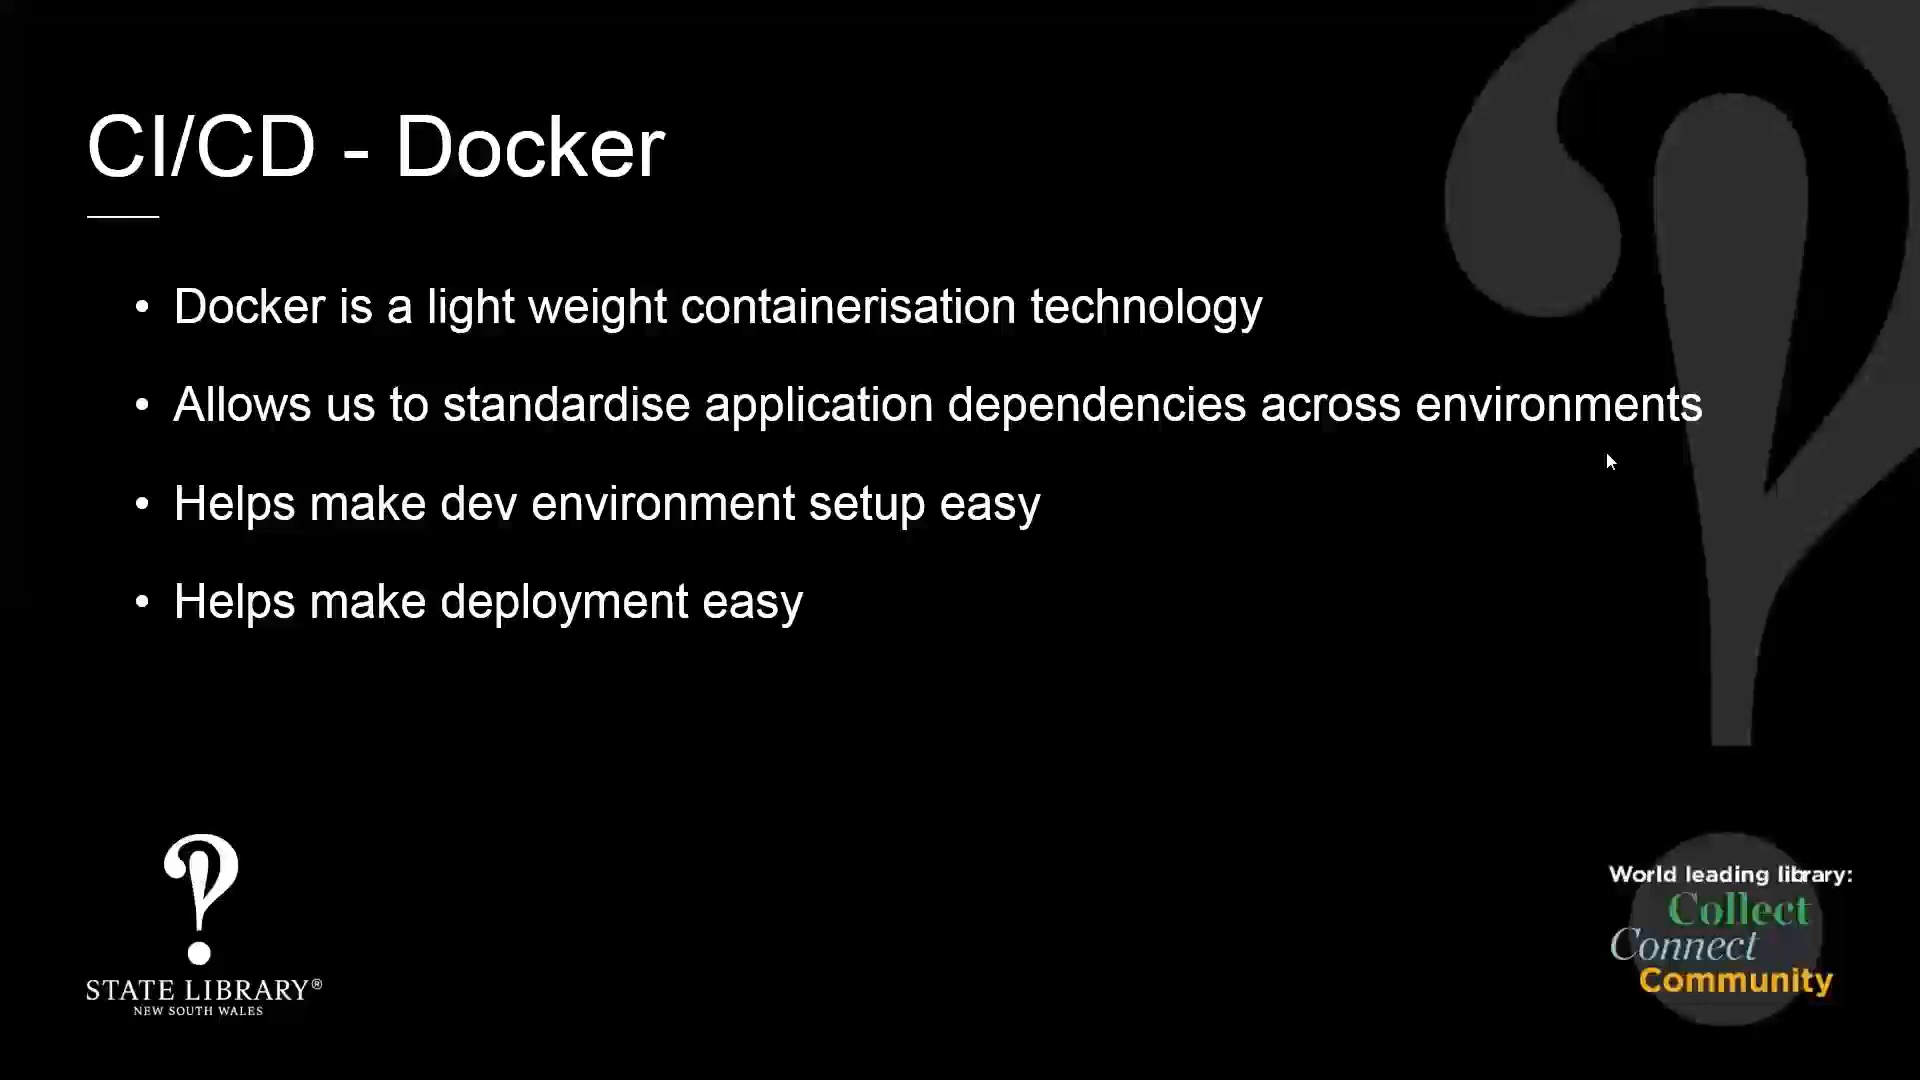 CI/CD - Docker
• Docker is a light weight containerisation technology
• Allows us to standardise application dependencies across environments
• Helps make dev environment setup easy
• Helps make deployment easy
STATE LIBRARY®
NEW SOUTH WALES
World leading library:
Collect
Connect
Community